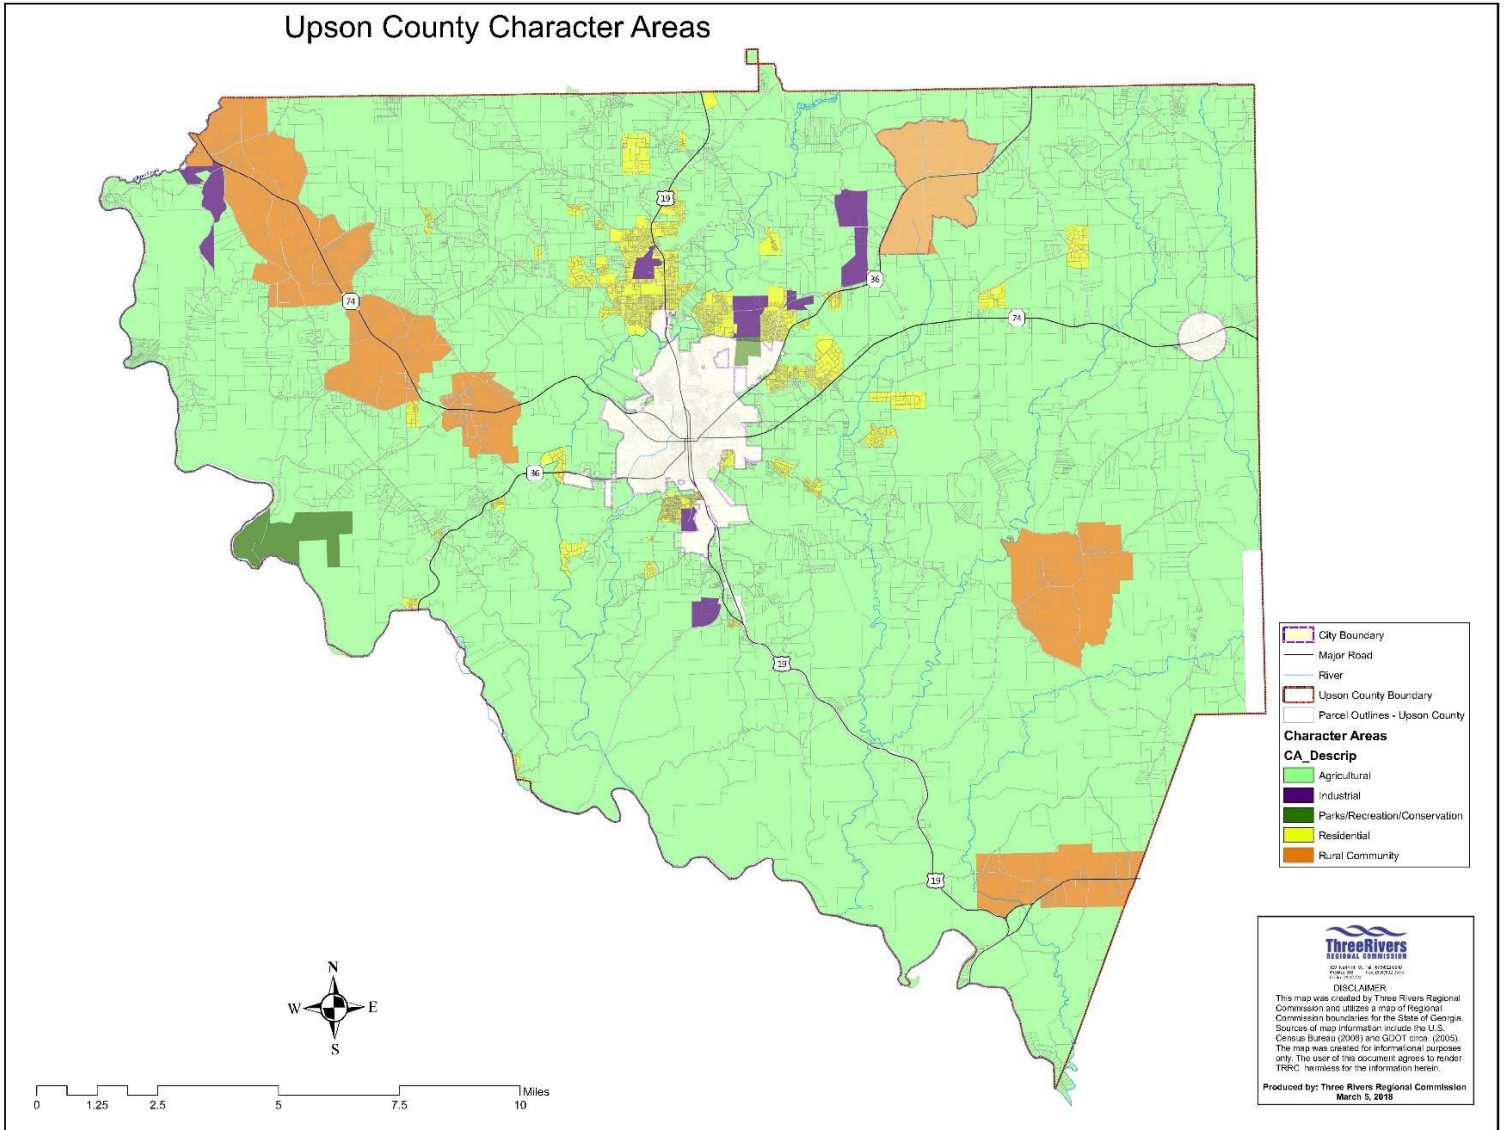 Upson County Character Areas
19
36
74
74
36
19
19
City Boundary
Major Road
River
Upson County Boundary
Parcel Outlines - Upson County
Character Areas
CA_Descrip
Agricultural
Industrial
Parks/Recreation/Conservation
Residential
Rural Community
ThreeRivers
REGIONAL COMMISSION
DISCLAIMER
This map was created by Three Rivers Regional
Commission and utilizes a map of Regional
Commission boundaries for the State of Georgia.
Sources of map information include the U.S.
Census Bureau (2008) and GDOT circa. (2005).
The map was created for informational purposes
only. The user of this document agrees to render
TRRC harmless for the information herein.
Produced by: Three Rivers Regional Commission
March 5, 2018
N
W E
S
Miles
0 1.25 2.5 5 7.5 10